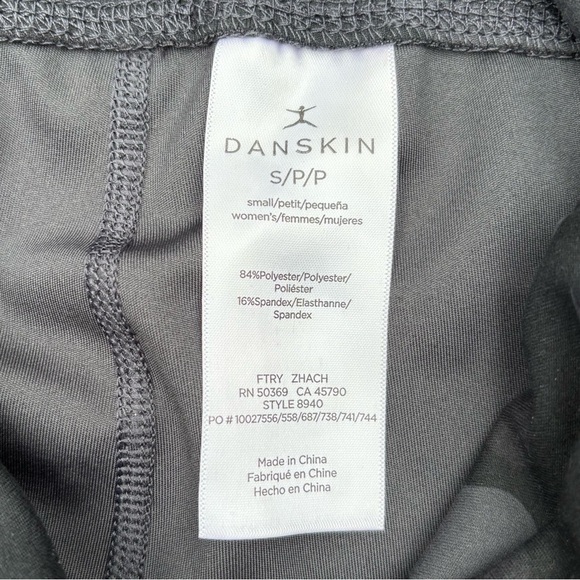 DANSKIN
S/P/P
small/petit/pequeña
women's/femmes/mujeres
84%Polyester/Polyester/
Poliéster
16%Spandex/Elasthanne/
Spandex
FTRY ZHACH
RN 50369 CA 45790
STYLE 8940
PO # 10027556/558/687/738/741/744
Made in China
Fabriqué en Chine
Hecho en China